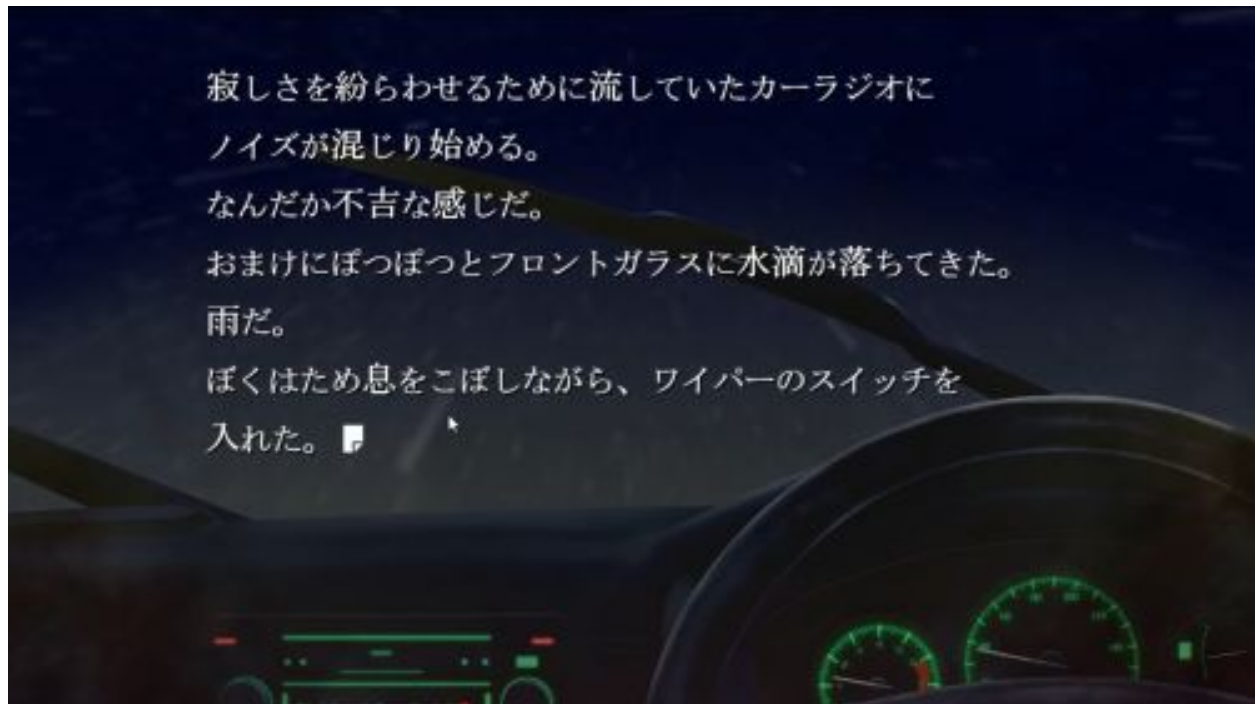 寂しさを紛らわせるために流していたカーラジオに
ノイズが混じり始める。
なんだか不吉な感じだ。
おまけにぽつぽつとフロントガラスに水滴が落ちてきた。
雨だ。
ぼくはため息をこぼしながら、ワイパーのスイッチを
入れた。